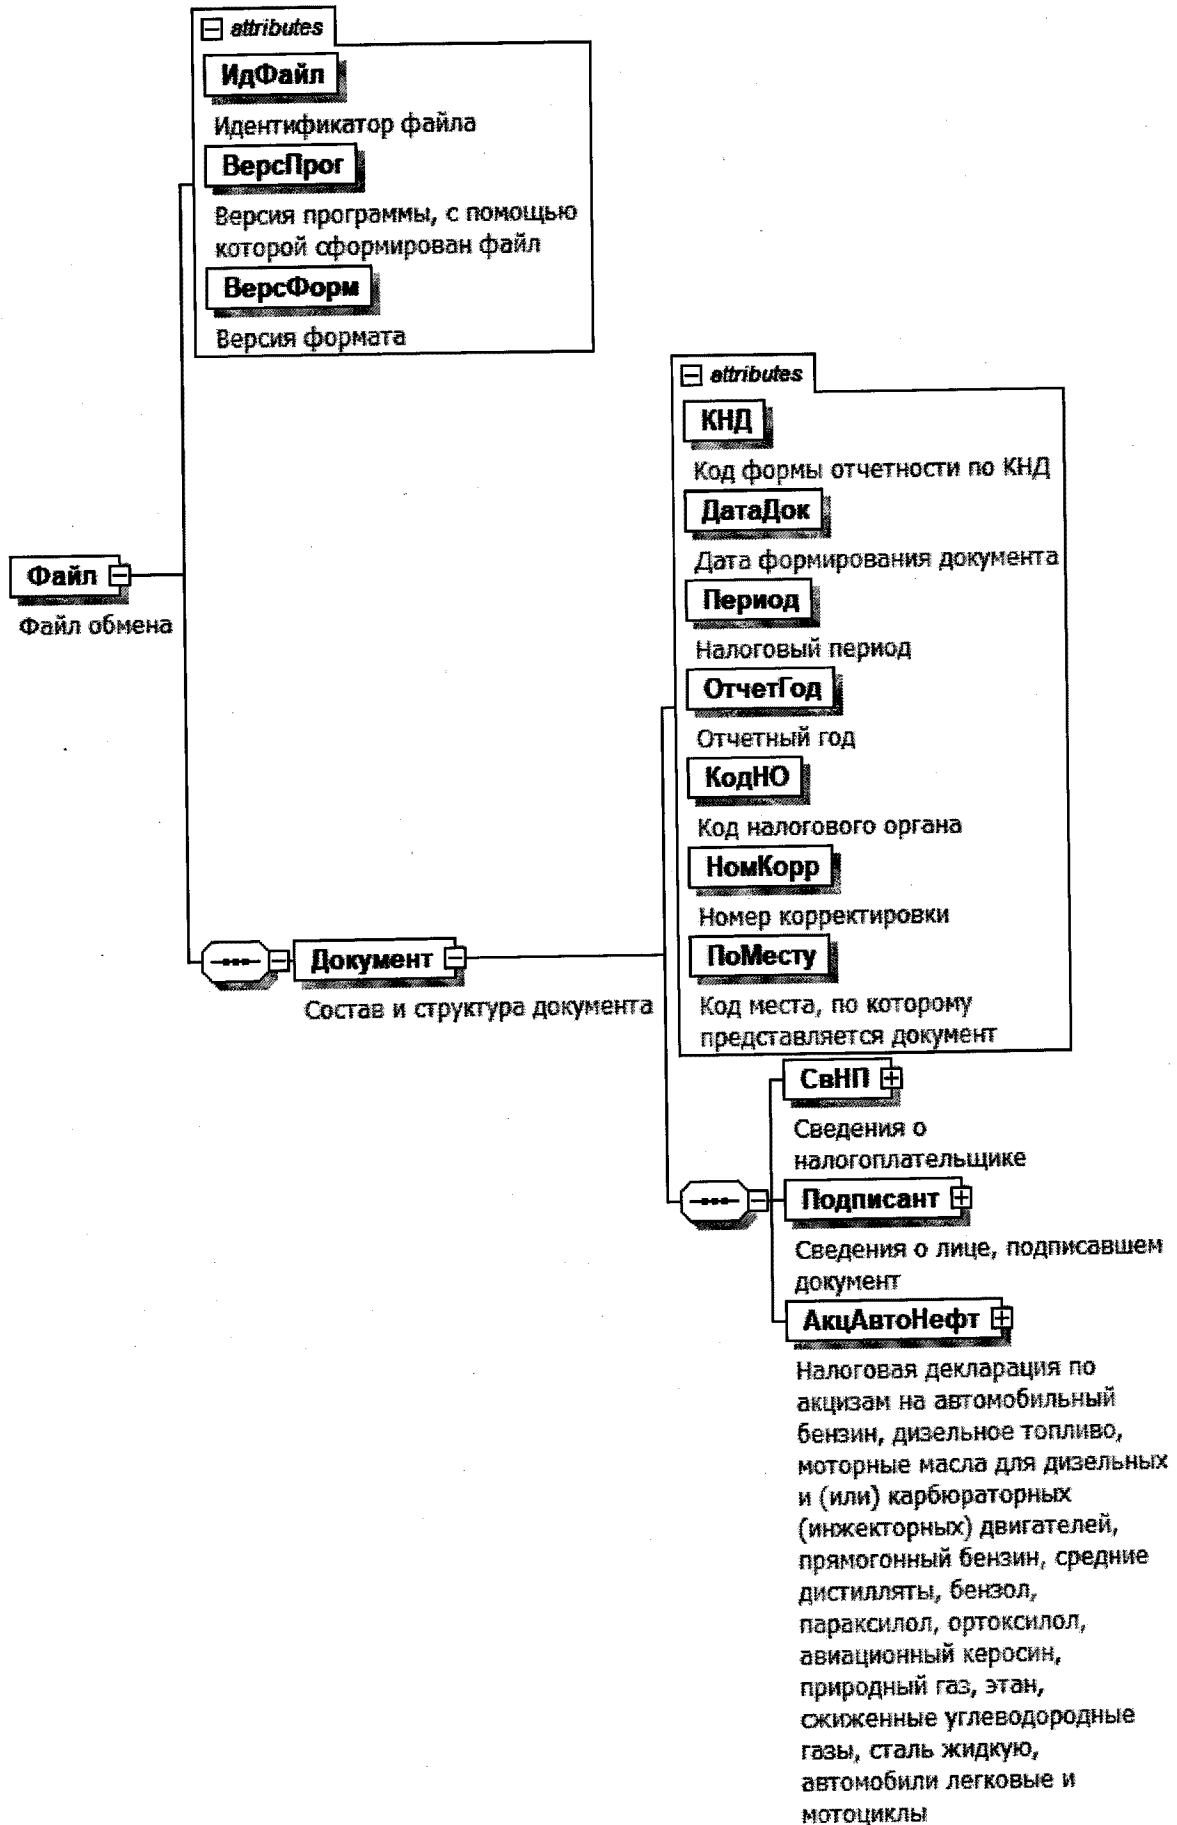 attributes
ИдФайл
Идентификатор файла
ВерсПрог
Версия программы, с помощью
которой сформирован файл
ВерсФорм
Версия формата
Файл
Файл обмена
Документ
Состав и структура документа
attributes
КНД
Код формы отчетности по КНД
ДатаДок
Дата формирования документа
Период
Налоговый период
ОтчетГод
Отчетный год
КодНО
Код налогового органа
НомКорр
Номер корректировки
ПоМесту
Код места, по которому
представляется документ
СвНП
Сведения о
налогоплательщике
Подписант
Сведения о лице, подписавшем
документ
АкцАвтоНефт
Налоговая декларация по
акцизам на автомобильный
бензин, дизельное топливо,
моторные масла для дизельных
и (или) карбюраторных
(инжекторных) двигателей,
прямогонный бензин, средние
дистилляты, бензол,
параксилол, ортоксилол,
авиационный керосин,
природный газ, этан,
сжиженные углеводородные
газы, сталь жидкую,
автомобили легковые и
мотоциклы